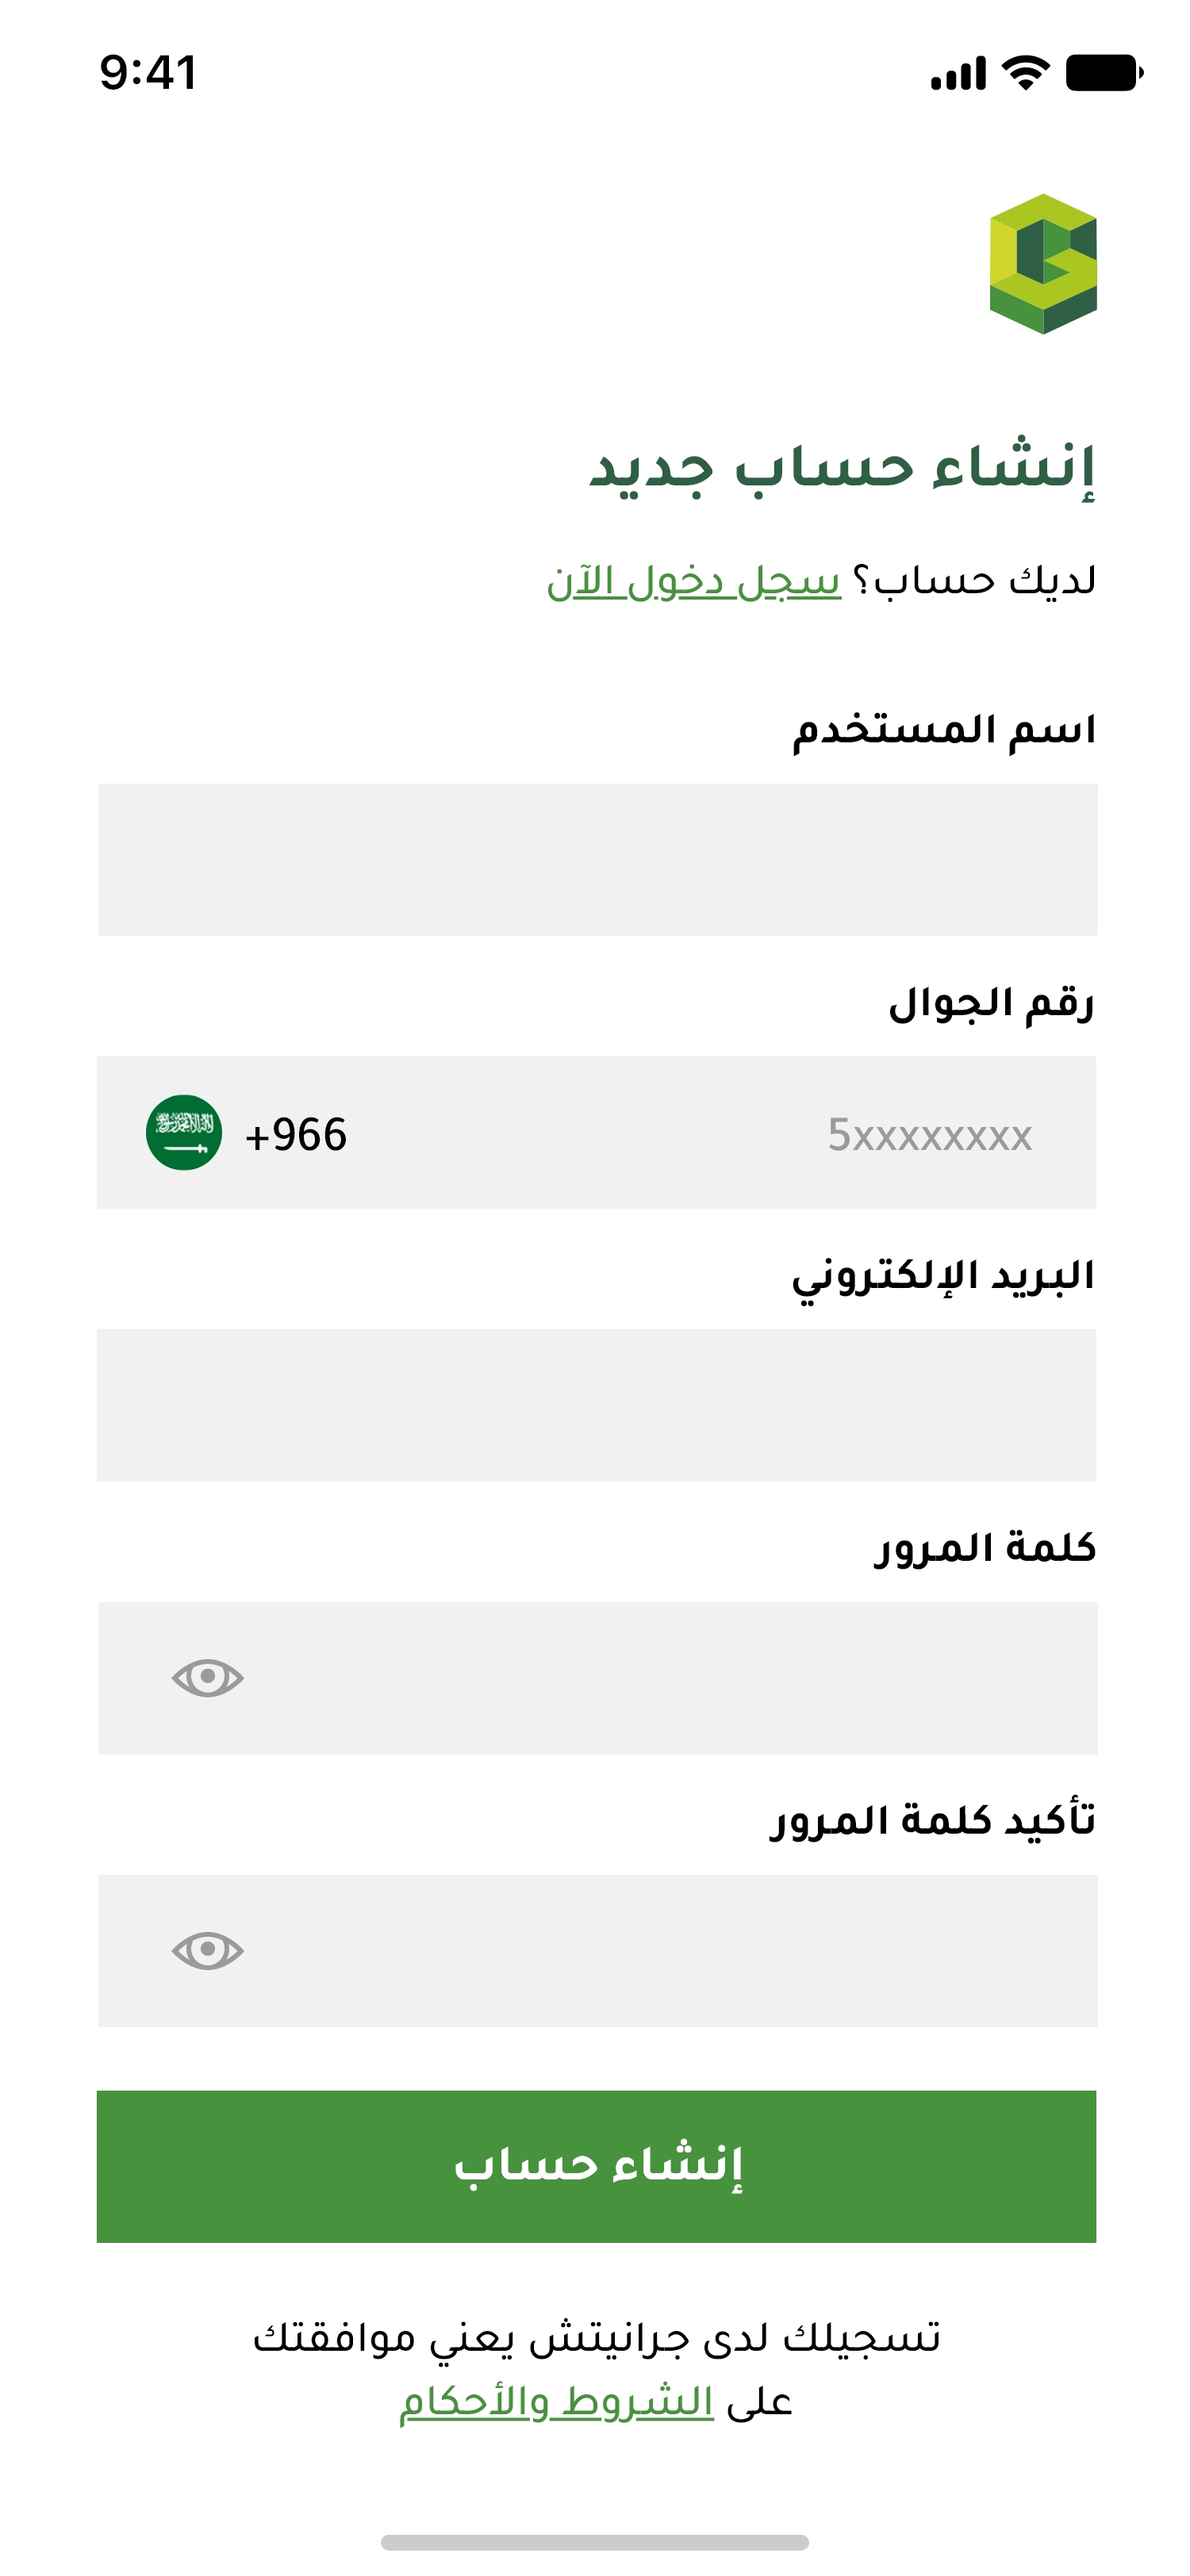 9:41
إنشاء حساب جديد
لديك حساب؟ سجل دخول الآن
اسم المستخدم
رقم الجوال
+966
5xxxxxxxx
البريد الإلكتروني
كلمة المرور
تأكيد كلمة المرور
إنشاء حساب
تسجيلك لدى جرانيتش يعني موافقتك
على الشروط والأحكام